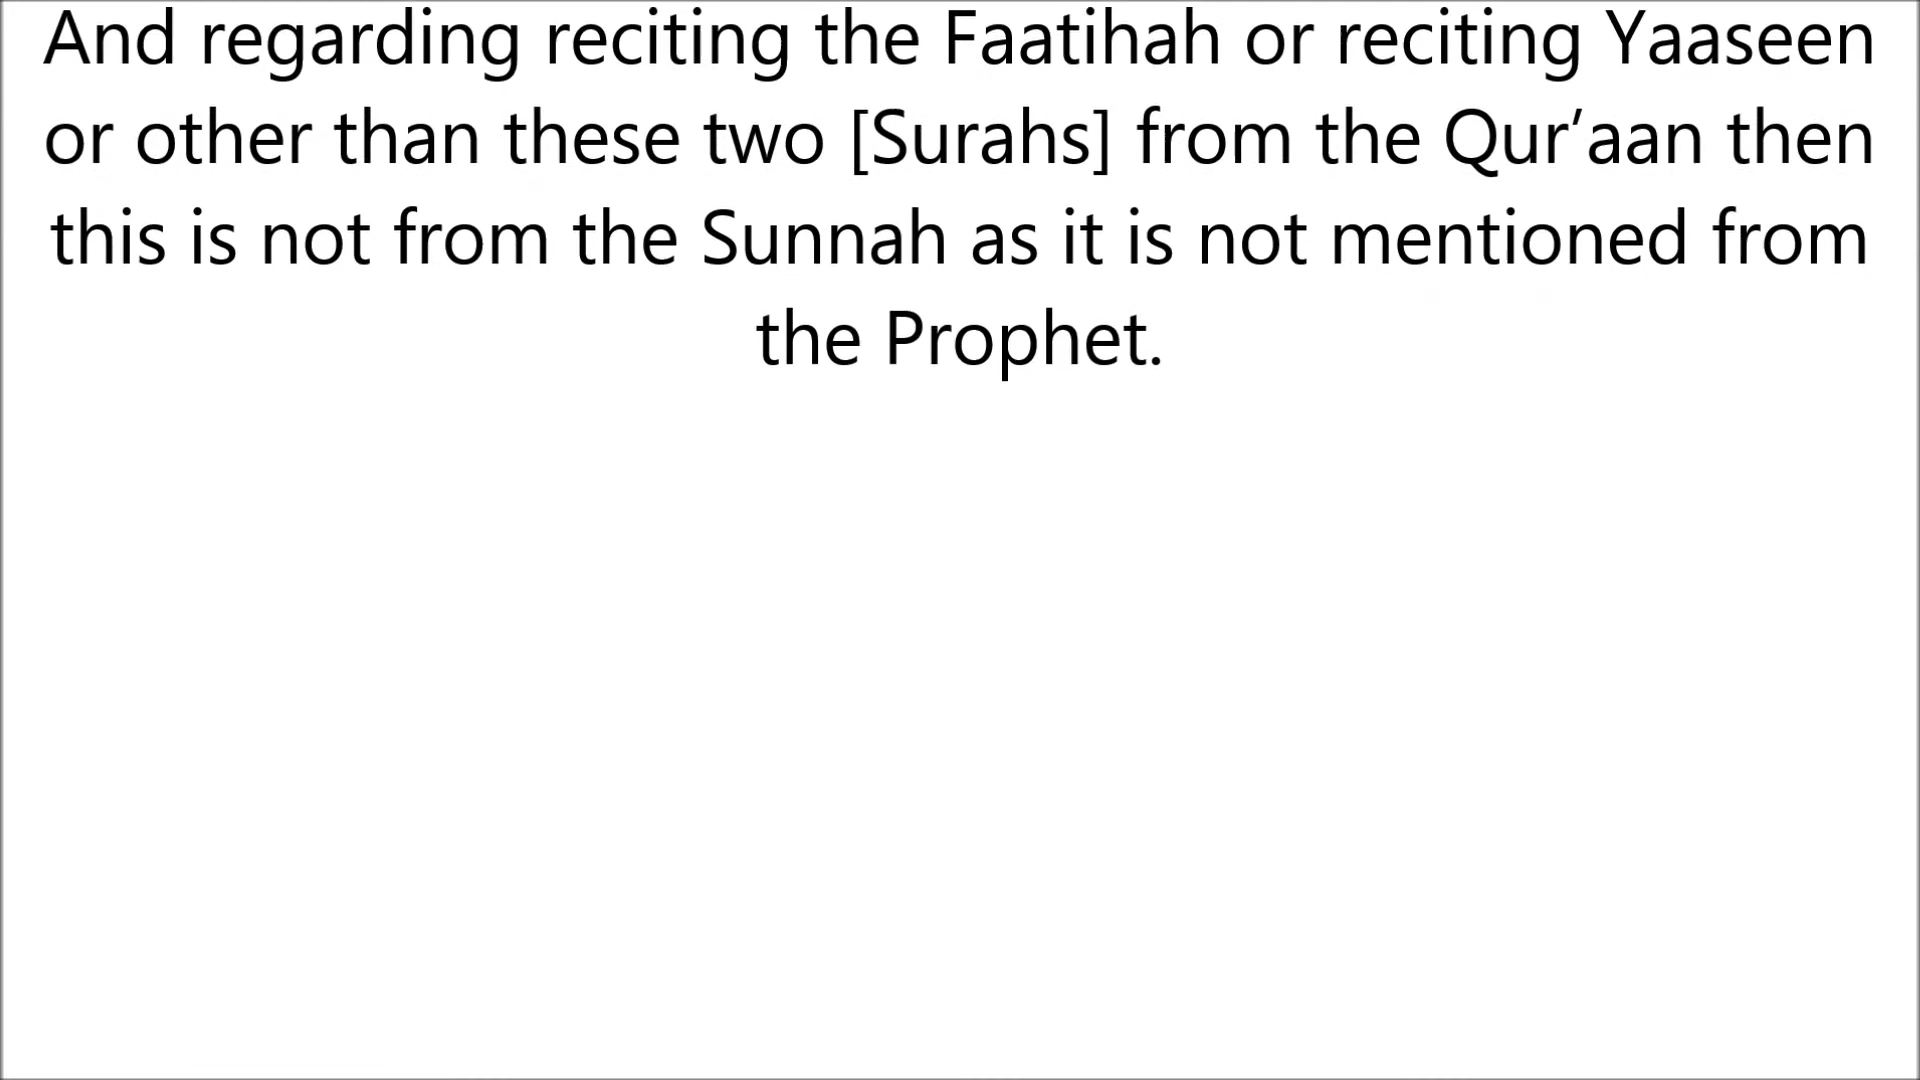 And regarding reciting the Faatihah or reciting Yaaseen
or other than these two [Surahs] from the Qur’aan then
this is not from the Sunnah as it is not mentioned from
the Prophet.